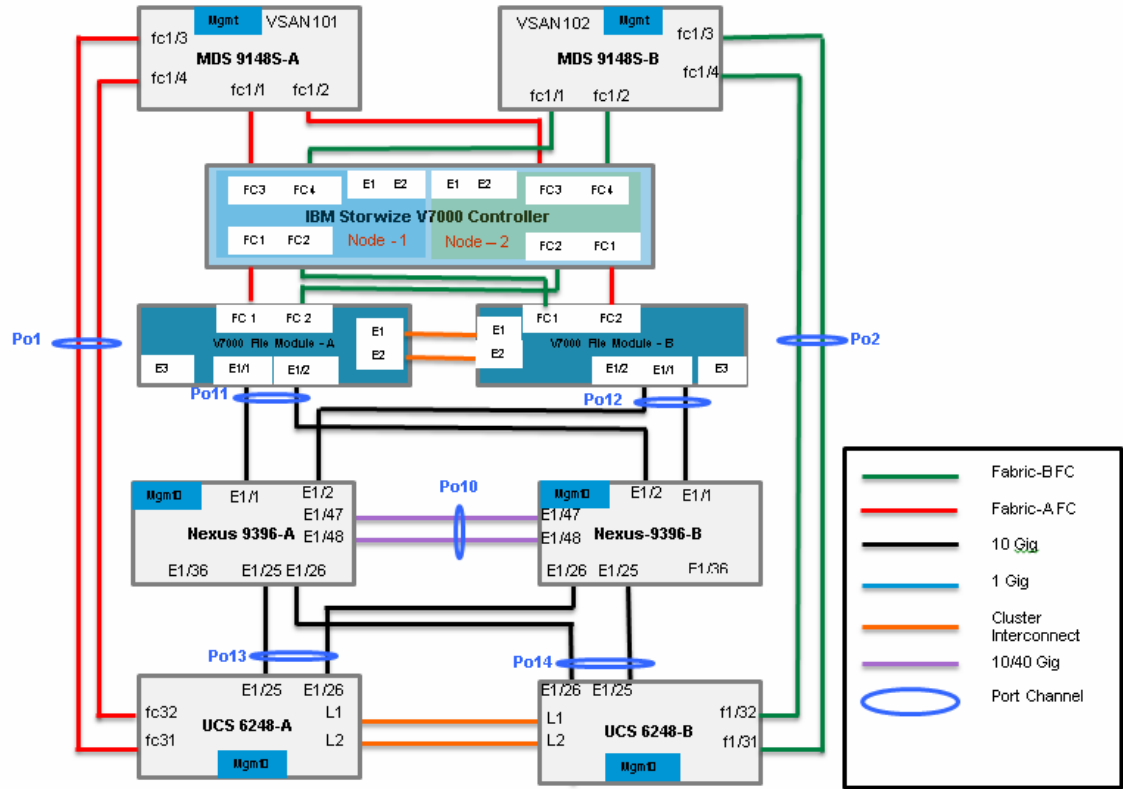 Mgmt VSAN101
fc1/3
MDS 9148S-A
fc1/4
fc1/1 fc1/2
VSAN102 Mgmt
fc1/3
MDS 9148S-B
fc1/4
fc1/1 fc1/2
FC3 FC4 E1 E2 E1 E2 FC3 FC4
IBM Storwize V7000 Controller
FC1 FC2 Node - 1 Node – 2 FC2 FC1
FC 1 FC 2
V7000 File Module - A
E1
E2
E3 E1/1 E1/2
FC1 FC2
E1
V7000 File Module - B
E2
E1/2 E1/1 E3
Po1
Po2
Po11
Po12
Mgm10
E1/1 E1/2
E1/47
Nexus 9396-A
E1/48
E1/36 E1/25 E1/26
Po10
Mgm10
E1/2 E1/1
E1/47
Nexus-9396-B
E1/48
E1/26 E1/25 E1/36
Po13
Po14
E1/25 E1/26
fc32
L1
UCS 6248-A
fc31
L2
Mgm10
E1/26 E1/25
L1
f1/32
UCS 6248-B
L2
f1/31
Mgm10
Fabric-B FC
Fabric-A FC
10 Gig
1 Gig
Cluster
Interconnect
10/40 Gig
Port Channel